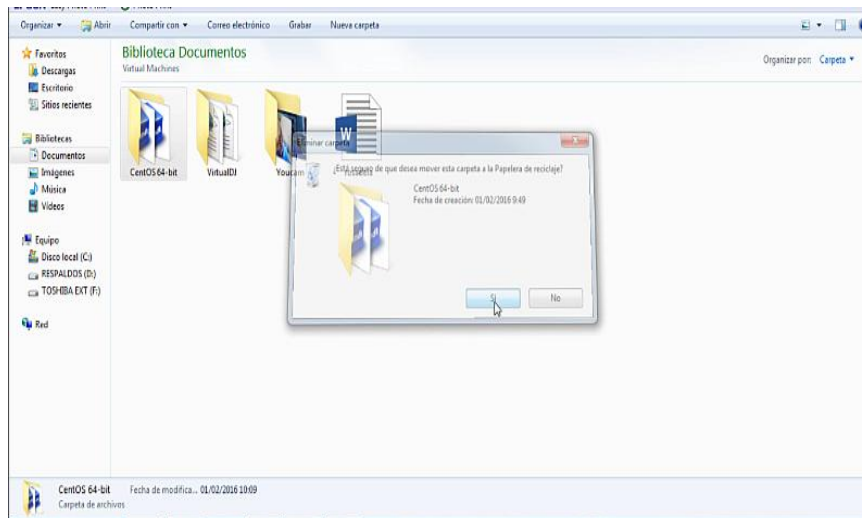 Organizar Abrir Compartir con Correo electrónico Grabar Nueva carpeta
Favoritos
Descargas
Escritorio
Sitios recientes
Bibliotecas
Documentos
Imágenes
Música
Vídeos
Equipo
Disco local (C:)
RESPALDOS (D:)
TOSHIBA EXT (F:)
Red
Biblioteca Documentos
Virtual Machines
Organizar por: Carpeta
CentOS 64-bit VirtualDJ Youcam
Eliminar carpeta
¿Está seguro de que desea mover esta carpeta a la Papelera de reciclaje?
CentOS 64-bit
Fecha de creación: 01/02/2016 9:49
Sí No
CentOS 64-bit Fecha de modifica... 01/02/2016 10:09
Carpeta de archivos